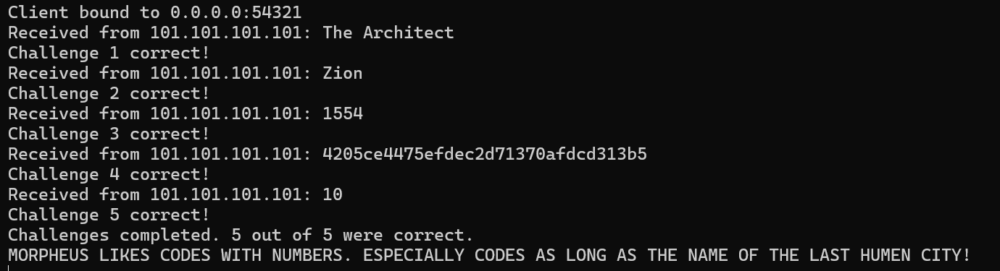 Client bound to 0.0.0.0:54321
Received from 101.101.101.101: The Architect
Challenge 1 correct!
Received from 101.101.101.101: Zion
Challenge 2 correct!
Received from 101.101.101.101: 1554
Challenge 3 correct!
Received from 101.101.101.101: 4205ce4475efdec2d71370afdcd313b5
Challenge 4 correct!
Received from 101.101.101.101: 10
Challenge 5 correct!
Challenges completed. 5 out of 5 were correct.
MORPHEUS LIKES CODES WITH NUMBERS. ESPECIALLY CODES AS LONG AS THE NAME OF THE LAST HUMEN CITY!